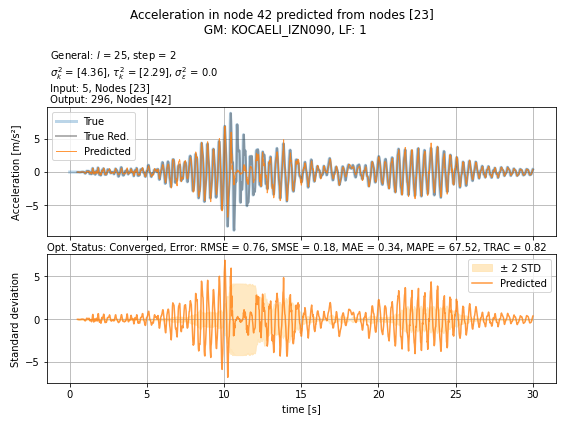 Acceleration in node 42 predicted from nodes [23]
GM: KOCAELI_IZN090, LF: 1
General: l = 25, step = 2
σ²ₖ = [4.36], τ²ₖ = [2.29], σ²ε = 0.0
Input: 5, Nodes [23]
Output: 296, Nodes [42]
Acceleration [m/s²]
5
0
−5
True
True Red.
Predicted
Opt. Status: Converged, Error: RMSE = 0.76, SMSE = 0.18, MAE = 0.34, MAPE = 67.52, TRAC = 0.82
Standard deviation
5
0
−5
± 2 STD
Predicted
0 5 10 15 20 25 30
time [s]